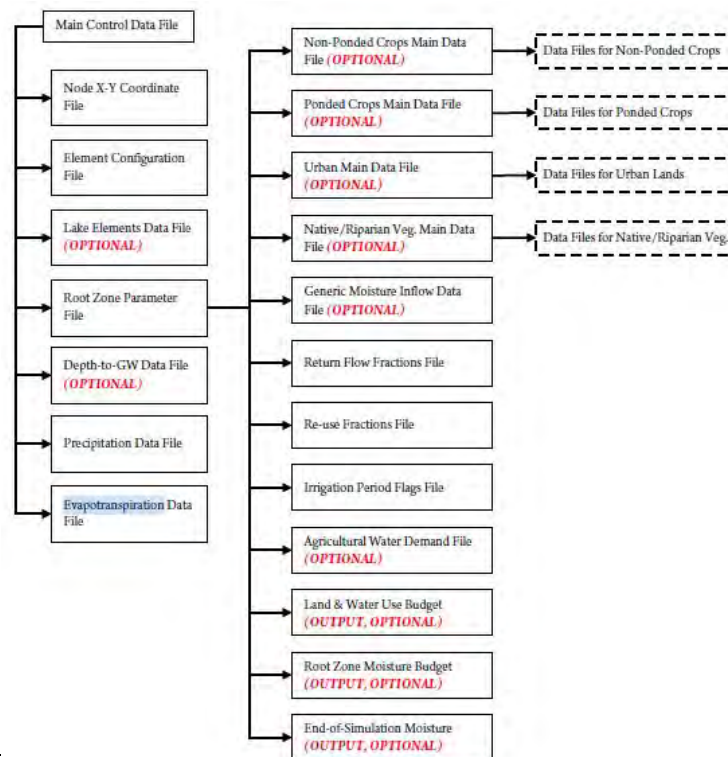 Main Control Data File
Node X-Y Coordinate
File
Element Configuration
File
Lake Elements Data File
(OPTIONAL)
Root Zone Parameter
File
Depth-to-GW Data File
(OPTIONAL)
Precipitation Data File
Evapotranspiration Data
File
Non-Ponded Crops Main Data
File (OPTIONAL)
Ponded Crops Main Data File
(OPTIONAL)
Urban Main Data File
(OPTIONAL)
Native/Riparian Veg. Main Data
File (OPTIONAL)
Generic Moisture Inflow Data
File (OPTIONAL)
Return Flow Fractions File
Re-use Fractions File
Irrigation Period Flags File
Agricultural Water Demand File
(OPTIONAL)
Land & Water Use Budget
(OUTPUT, OPTIONAL)
Root Zone Moisture Budget
(OUTPUT, OPTIONAL)
End-of-Simulation Moisture
(OUTPUT, OPTIONAL)
Data Files for Non-Ponded Crops
Data Files for Ponded Crops
Data Files for Urban Lands
Data Files for Native/Riparian Veg.